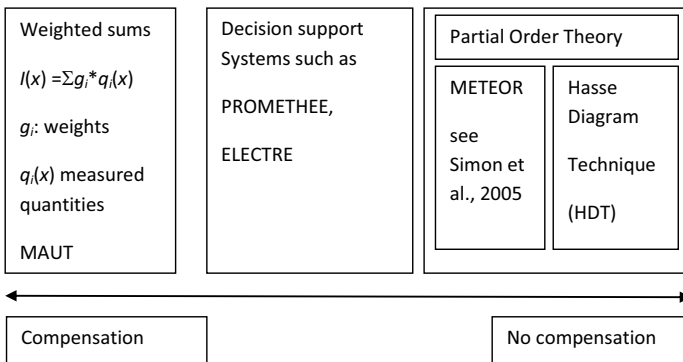 Weighted sums
I(x) =Σgi*qi(x)
gi: weights
qi(x) measured
quantities
MAUT
Decision support
Systems such as
PROMETHEE,
ELECTRE
Partial Order Theory
METEOR
see
Simon et
al., 2005
Hasse
Diagram
Technique
(HDT)
Compensation
No compensation